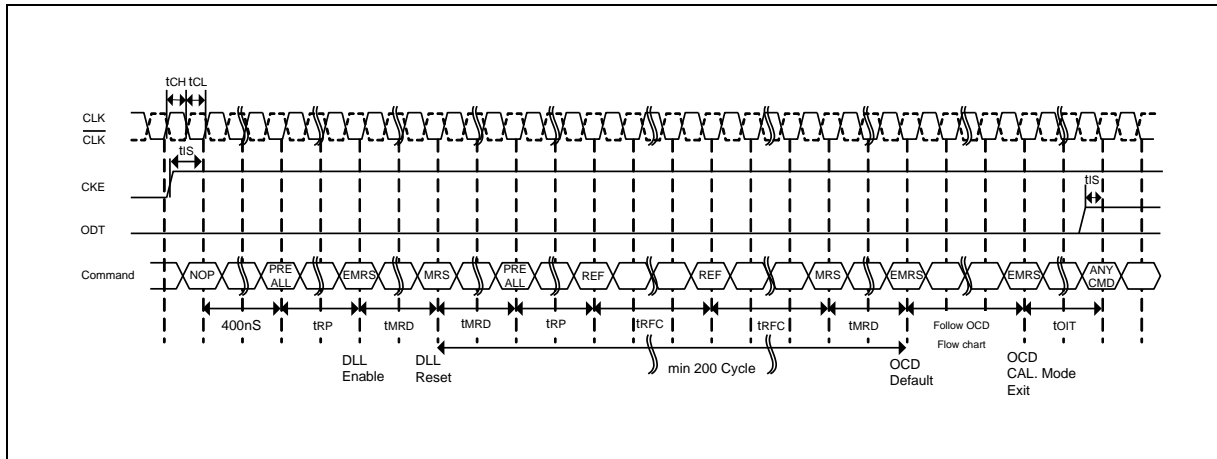 tCH tCL
CLK
CLK
tIS
CKE
tIS
ODT
Command NOP PRE ALL EMRS MRS PRE ALL REF REF MRS EMRS EMRS ANY CMD
400nS tRP tMRD tMRD tRP tRFC tRFC tMRD Follow OCD Flow chart tOIT
DLL Enable
DLL Reset
min 200 Cycle
OCD Default
OCD CAL. Mode Exit